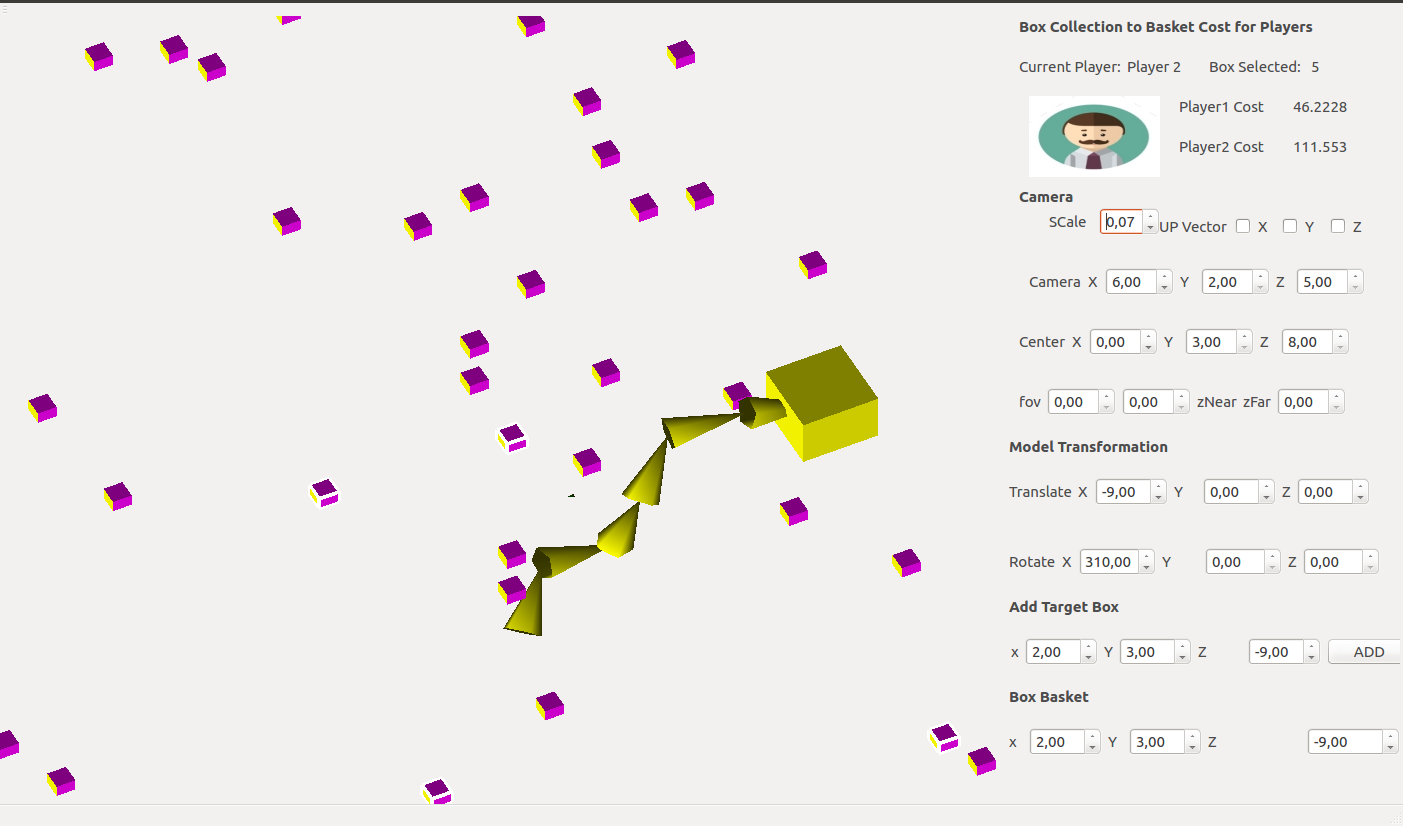 Box Collection to Basket Cost for Players
Current Player: Player 2 Box Selected: 5
Player1 Cost 46.2228
Player2 Cost 111.553
Camera
SCale 0,07 UP Vector X Y Z
Camera X 6,00 Y 2,00 Z 5,00
Center X 0,00 Y 3,00 Z 8,00
fov 0,00 0,00 zNear zFar 0,00
Model Transformation
Translate X -9,00 Y 0,00 Z 0,00
Rotate X 310,00 Y 0,00 Z 0,00
Add Target Box
x 2,00 Y 3,00 Z -9,00 ADD
Box Basket
x 2,00 Y 3,00 Z -9,00